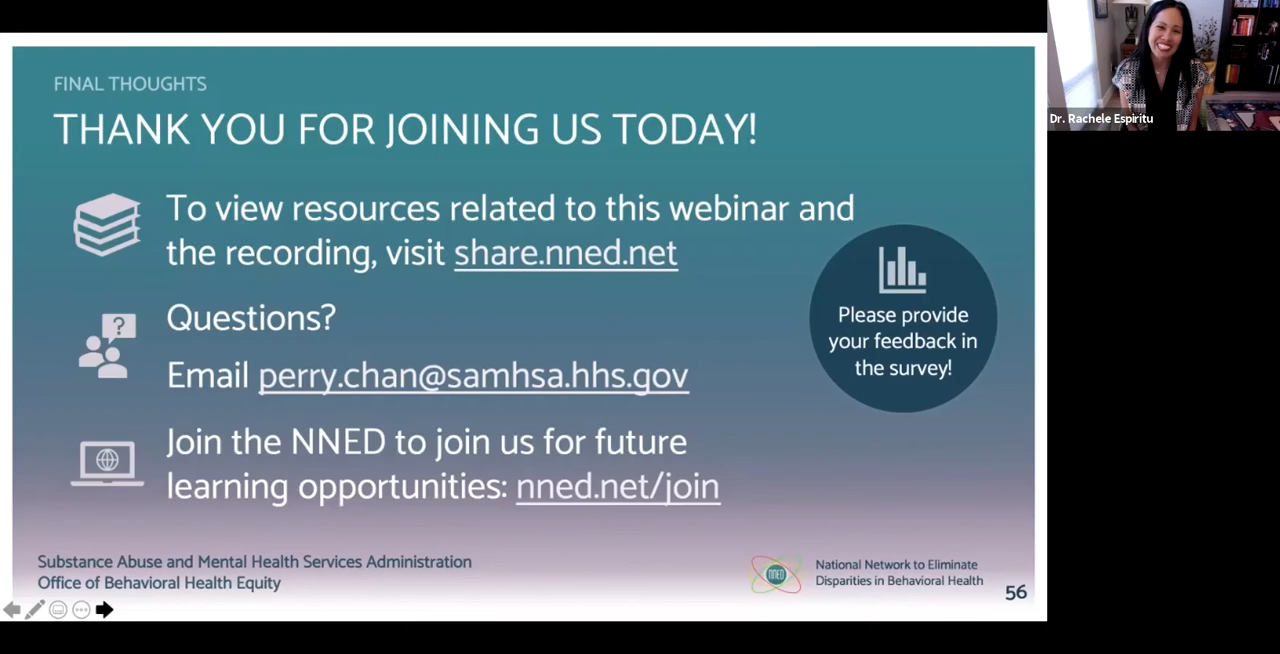 FINAL THOUGHTS
THANK YOU FOR JOINING US TODAY!
To view resources related to this webinar and
the recording, visit share.nned.net
?
Questions?
Email perry.chan@samhsa.hhs.gov
Join the NNED to join us for future
learning opportunities: nned.net/join
Please provide
your feedback in
the survey!
Substance Abuse and Mental Health Services Administration
Office of Behavioral Health Equity
NNED
National Network to Eliminate
Disparities in Behavioral Health
56
Dr. Rachele Espiritu